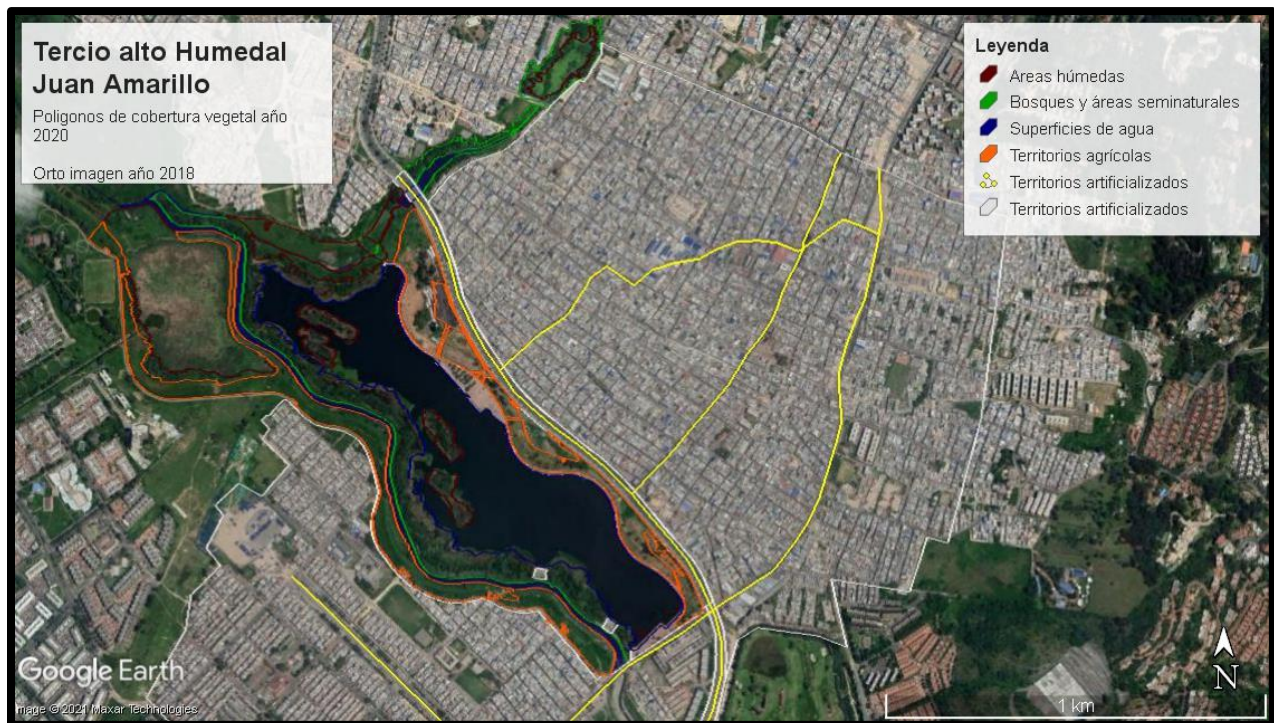 Tercio alto Humedal
Juan Amarillo
Poligonos de cobertura vegetal año
2020
Orto imagen año 2018
Leyenda
Areas húmedas
Bosques y áreas seminaturales
Superficies de agua
Territorios agrícolas
Territorios artificializados
Territorios artificializados
Google Earth
Image © 2021 Maxar Technologies
N
1 km